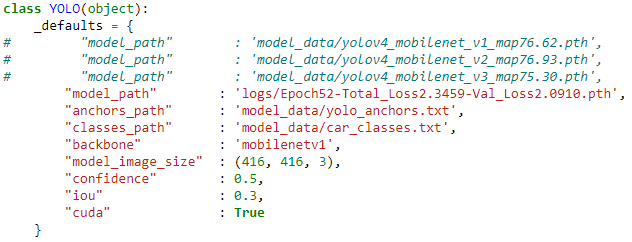 class YOLO(object):
    _defaults = {
#        "model_path"        : 'model_data/yolov4_mobilenet_v1_map76.62.pth',
#        "model_path"        : 'model_data/yolov4_mobilenet_v2_map76.93.pth',
#        "model_path"        : 'model_data/yolov4_mobilenet_v3_map75.30.pth',
        "model_path"        : 'logs/Epoch52-Total_Loss2.3459-Val_Loss2.0910.pth',
        "anchors_path"      : 'model_data/yolo_anchors.txt',
        "classes_path"      : 'model_data/car_classes.txt',
        "backbone"          : 'mobilenetv1',
        "model_image_size"  : (416, 416, 3),
        "confidence"        : 0.5,
        "iou"               : 0.3,
        "cuda"              : True
    }